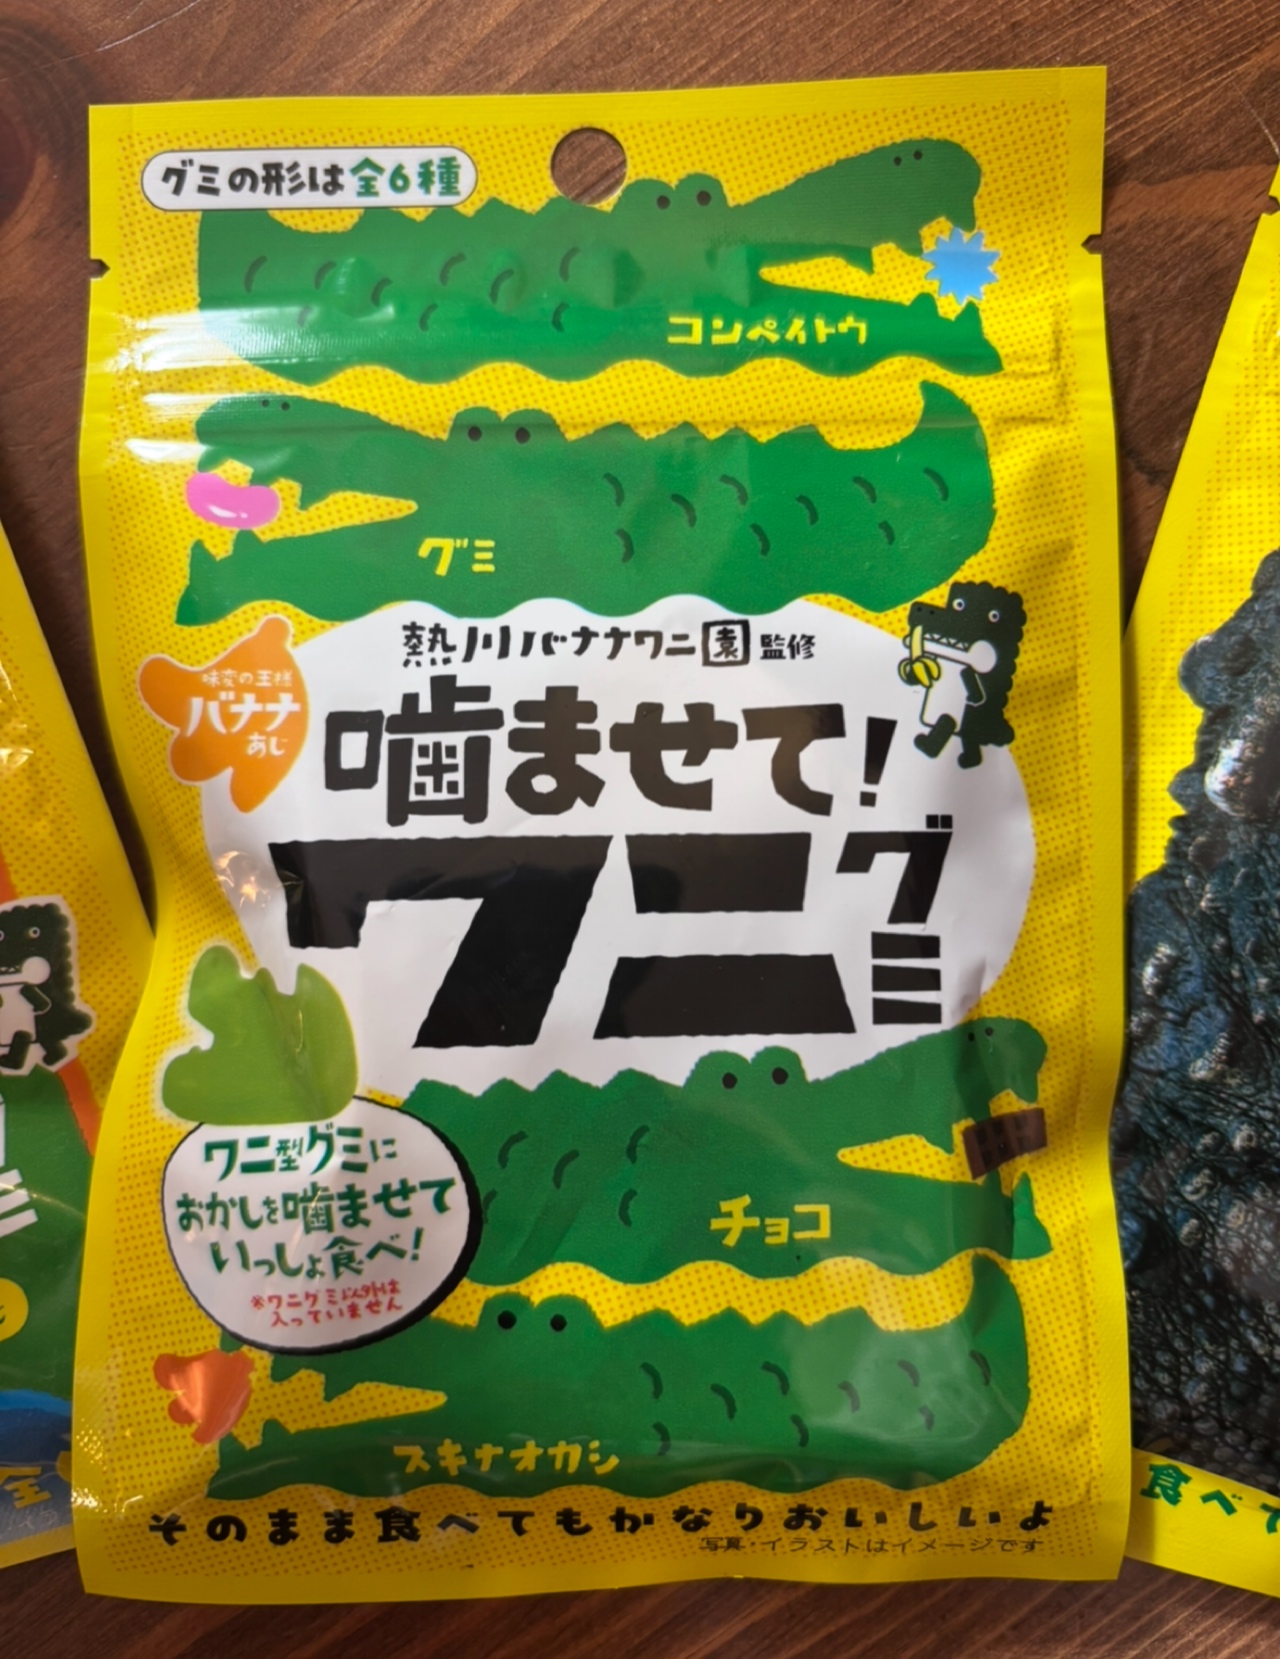 グミの形は全6種
コンペイトウ
グミ
熱川バナナワニ園 監修
味変の王様
バナナ
あじ
噛ませて!
ワニグミ
ワニ型グミに
おかしを噛ませて
いっしょ食べ!
※ワニグミ以外は
入っていません
チョコ
スキナオカシ
そのまま食べてもかなりおいしいよ
写真・イラストはイメージです
全
食べて